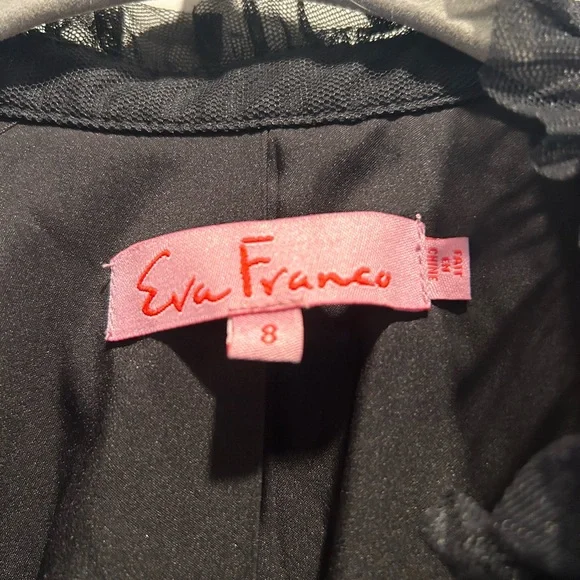 Eva Franco
8
FAIT
EN
CHINE